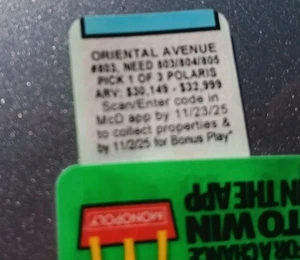 ORIENTAL AVENUE
#803, NEED 803/804/805
PICK 1 OF 3 POLARIS
ARV: $30,149 - $32,999
Scan/Enter code in
McD app by 11/23/25
to collect properties &
by 11/2/25 for Bonus Play*
MONOPOLY
FOR A CHANCE
TO WIN
IN THE APP